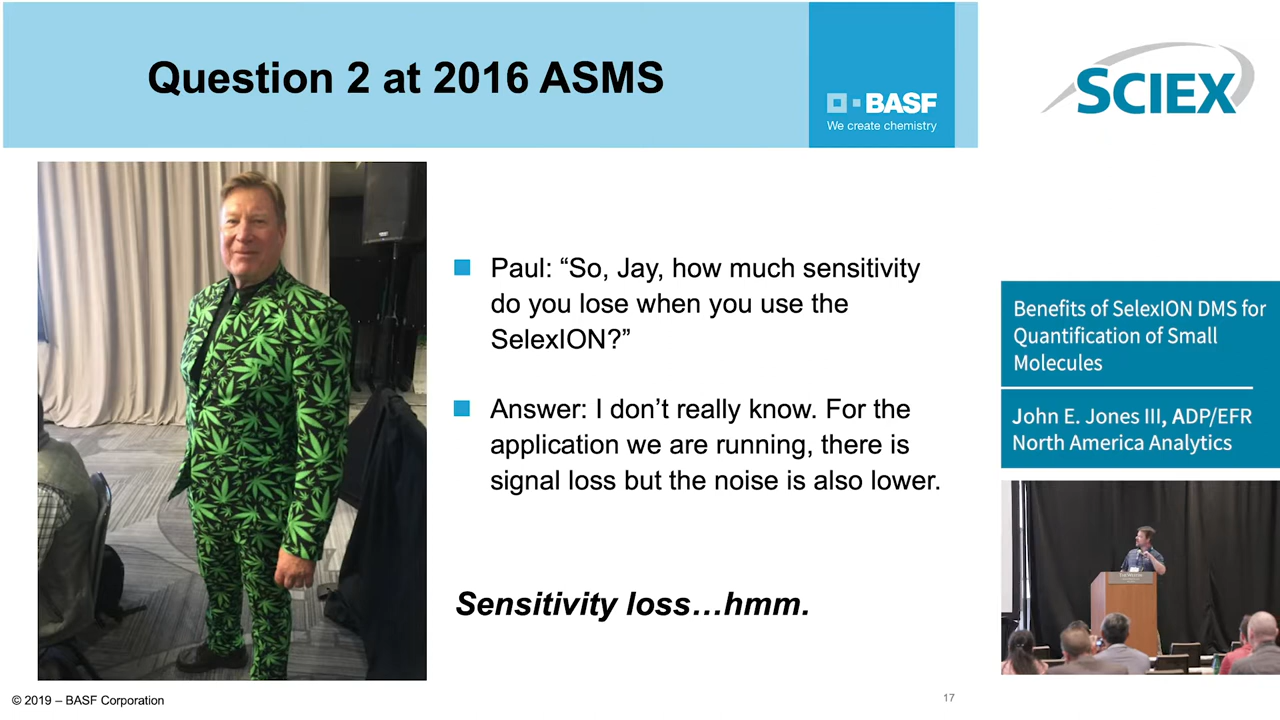 Question 2 at 2016 ASMS
BASF
We create chemistry
SCIEX
Paul: “So, Jay, how much sensitivity
do you lose when you use the
SelexION?”
Answer: I don’t really know. For the
application we are running, there is
signal loss but the noise is also lower.
Sensitivity loss…hmm.
Benefits of SelexION DMS for
Quantification of Small
Molecules
John E. Jones III, ADP/EFR
North America Analytics
© 2019 – BASF Corporation
17